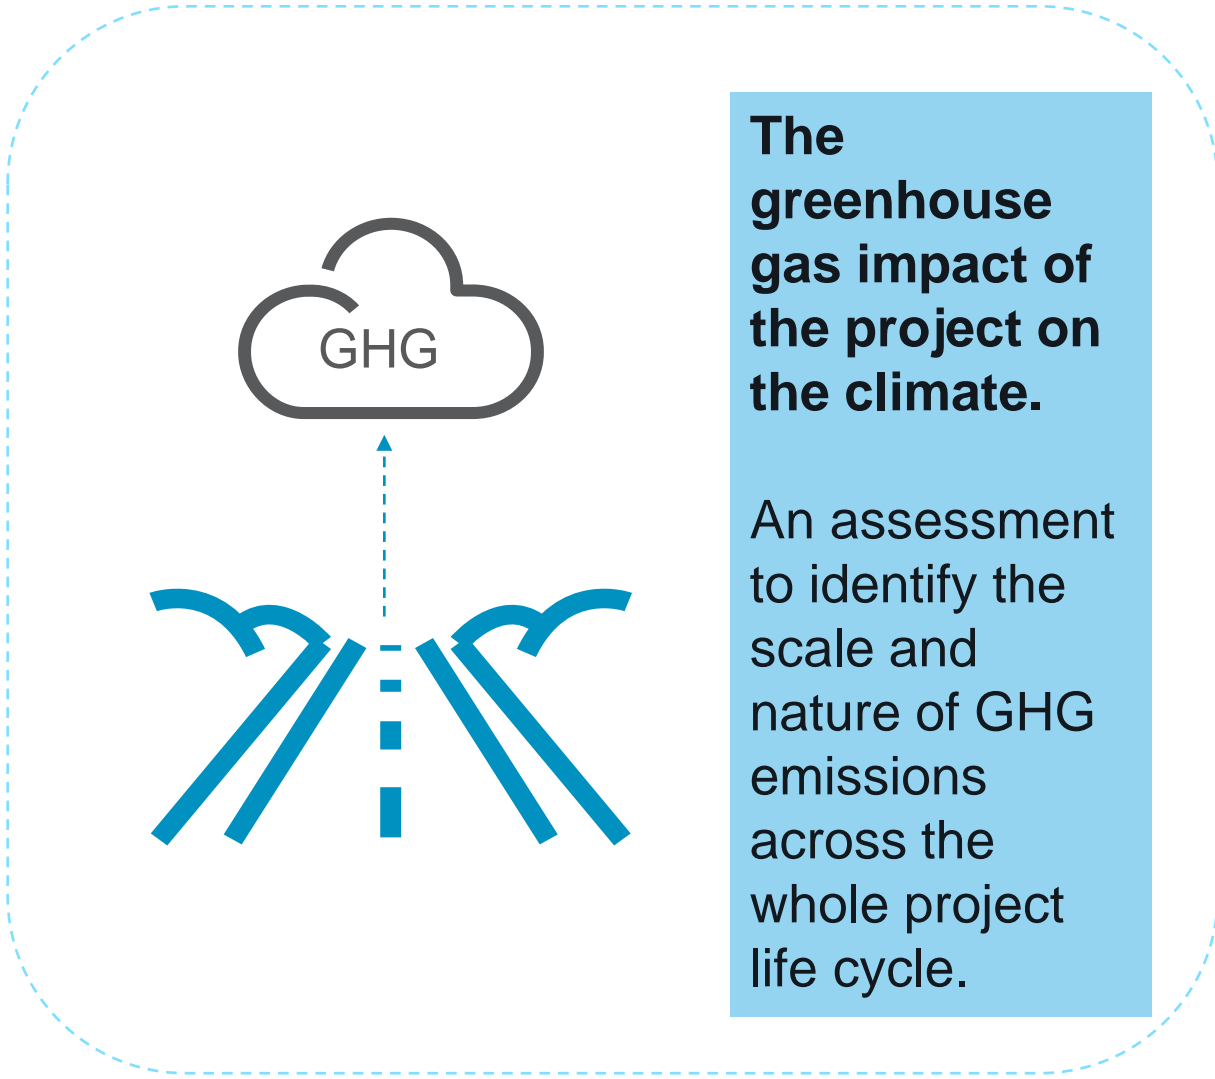 GHG
The
greenhouse
gas impact of
the project on
the climate.
An assessment
to identify the
scale and
nature of GHG
emissions
across the
whole project
life cycle.